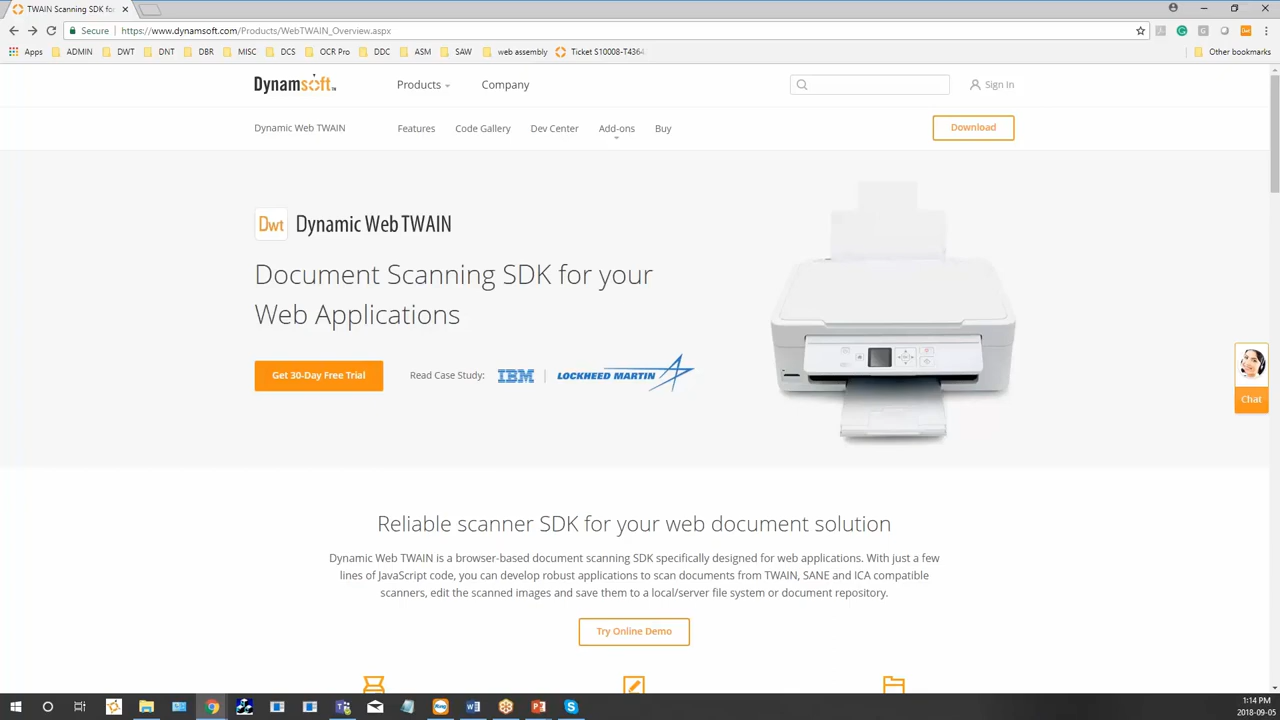 TWAIN Scanning SDK for
Secure
https://www.dynamsoft.com/Products/WebTWAIN_Overview.aspx
Apps ADMIN DWT DNT DBR MISC DCS OCR Pro DDC ASM SAW web assembly Ticket S10008-T4364 Other bookmarks
Dynamsoft
Products Company Sign In
Dynamic Web TWAIN Features Code Gallery Dev Center Add-ons Buy Download
Dwt Dynamic Web TWAIN
Document Scanning SDK for your
Web Applications
Get 30-Day Free Trial Read Case Study: IBM LOCKHEED MARTIN
Chat
Reliable scanner SDK for your web document solution
Dynamic Web TWAIN is a browser-based document scanning SDK specifically designed for web applications. With just a few
lines of JavaScript code, you can develop robust applications to scan documents from TWAIN, SANE and ICA compatible
scanners, edit the scanned images and save them to a local/server file system or document repository.
Try Online Demo
1:14 PM
2018-09-05